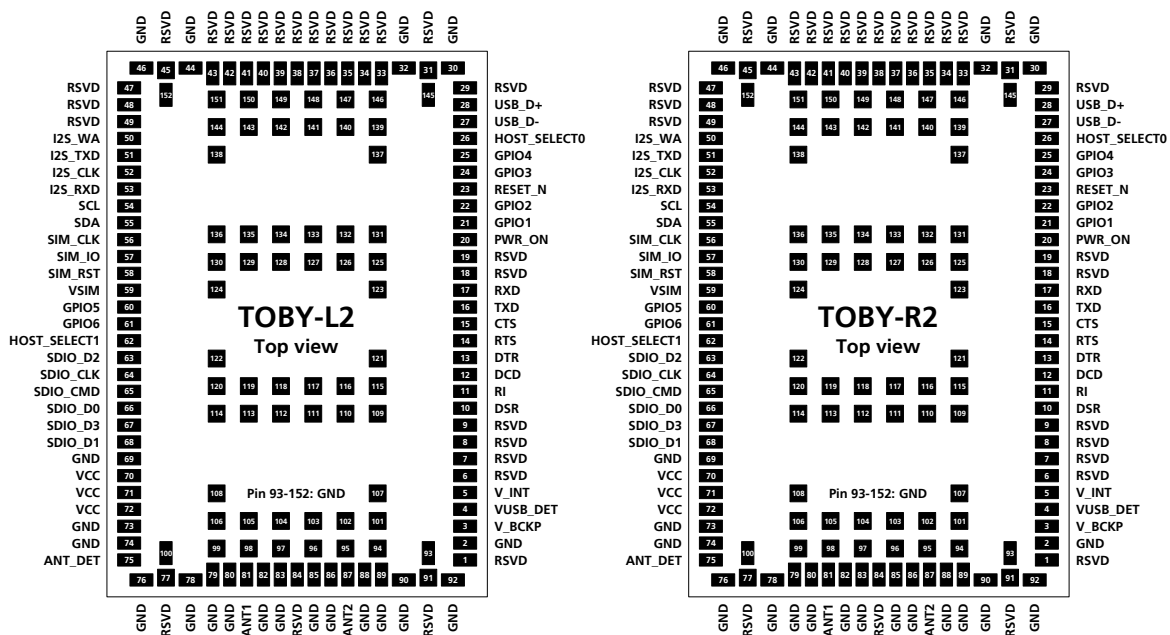 GND RSVD GND RSVD RSVD RSVD RSVD RSVD RSVD RSVD RSVD RSVD RSVD RSVD GND RSVD GND
46 45 44 43 42 41 40 39 38 37 36 35 34 33 32 31 30
RSVD 47 29 RSVD
152 145
RSVD 48 151 150 149 148 147 146 28 USB_D+
RSVD 49 144 143 142 141 140 139 27 USB_D-
I2S_WA 50 26 HOST_SELECT0
I2S_TXD 51 138 137 25 GPIO4
I2S_CLK 52 24 GPIO3
I2S_RXD 53 23 RESET_N
SCL 54 22 GPIO2
SDA 55 21 GPIO1
SIM_CLK 56 136 135 134 133 132 131 20 PWR_ON
SIM_IO 57 130 129 128 127 126 125 19 RSVD
SIM_RST 58 18 RSVD
VSIM 59 124 123 17 RXD
GPIO5 60 16 TXD
TOBY-L2
GPIO6 61 15 CTS
HOST_SELECT1 62 14 RTS
Top view
SDIO_D2 63 122 121 13 DTR
SDIO_CLK 64 12 DCD
SDIO_CMD 65 120 119 118 117 116 115 11 RI
SDIO_D0 66 114 113 112 111 110 109 10 DSR
SDIO_D3 67 9 RSVD
SDIO_D1 68 8 RSVD
GND 69 7 RSVD
VCC 70 6 RSVD
VCC 71 108 Pin 93-152: GND 107 5 V_INT
VCC 72 4 VUSB_DET
GND 73 106 105 104 103 102 101 3 V_BCKP
GND 74 100 99 98 97 96 95 94 93 2 GND
ANT_DET 75 1 RSVD
76 77 78 79 80 81 82 83 84 85 86 87 88 89 90 91 92
GND RSVD GND GND GND ANT1 GND GND RSVD GND GND ANT2 GND GND GND RSVD GND
GND RSVD GND RSVD RSVD RSVD RSVD RSVD RSVD RSVD RSVD RSVD RSVD RSVD GND RSVD GND
46 45 44 43 42 41 40 39 38 37 36 35 34 33 32 31 30
RSVD 47 29 RSVD
152 145
RSVD 48 151 150 149 148 147 146 28 USB_D+
RSVD 49 144 143 142 141 140 139 27 USB_D-
I2S_WA 50 26 HOST_SELECT0
I2S_TXD 51 138 137 25 GPIO4
I2S_CLK 52 24 GPIO3
I2S_RXD 53 23 RESET_N
SCL 54 22 GPIO2
SDA 55 21 GPIO1
SIM_CLK 56 136 135 134 133 132 131 20 PWR_ON
SIM_IO 57 130 129 128 127 126 125 19 RSVD
SIM_RST 58 18 RSVD
VSIM 59 124 123 17 RXD
GPIO5 60 16 TXD
TOBY-R2
GPIO6 61 15 CTS
HOST_SELECT1 62 14 RTS
Top view
SDIO_D2 63 122 121 13 DTR
SDIO_CLK 64 12 DCD
SDIO_CMD 65 120 119 118 117 116 115 11 RI
SDIO_D0 66 114 113 112 111 110 109 10 DSR
SDIO_D3 67 9 RSVD
SDIO_D1 68 8 RSVD
GND 69 7 RSVD
VCC 70 6 RSVD
VCC 71 108 Pin 93-152: GND 107 5 V_INT
VCC 72 4 VUSB_DET
GND 73 106 105 104 103 102 101 3 V_BCKP
GND 74 100 99 98 97 96 95 94 93 2 GND
ANT_DET 75 1 RSVD
76 77 78 79 80 81 82 83 84 85 86 87 88 89 90 91 92
GND RSVD GND GND GND ANT1 GND GND RSVD GND GND ANT2 GND GND GND RSVD GND